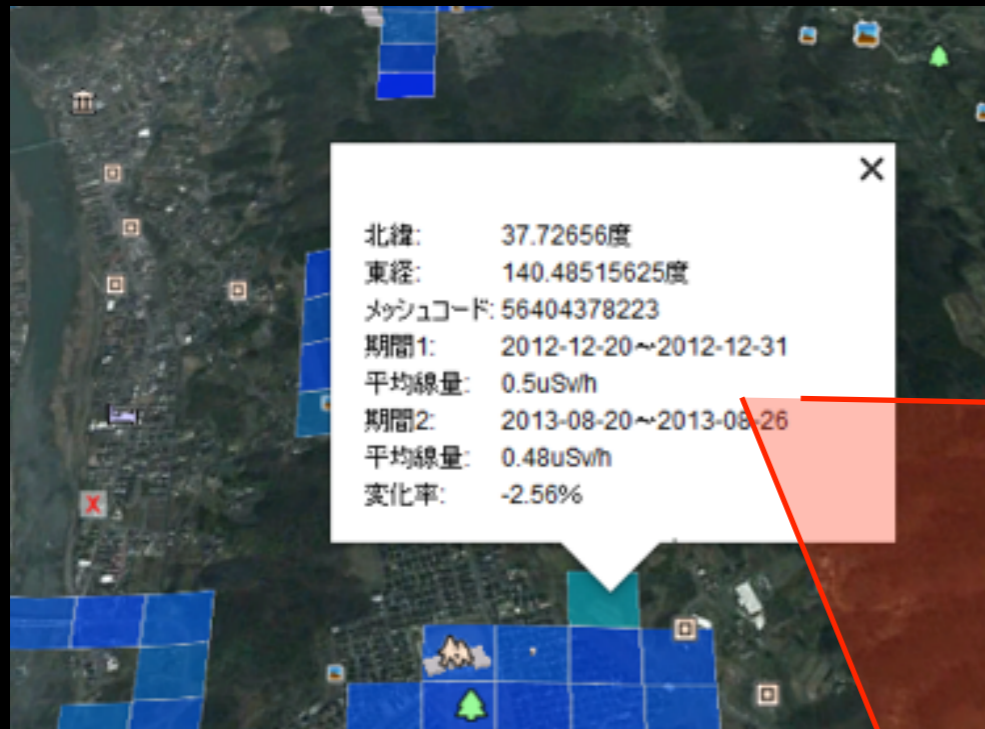 北緯: 37.72656度
東経: 140.48515625度
メッシュコード: 56404378223
期間1: 2012-12-20～2012-12-31
平均線量: 0.5uSv/h
期間2: 2013-08-20～2013-08-26
平均線量: 0.48uSv/h
変化率: -2.56%